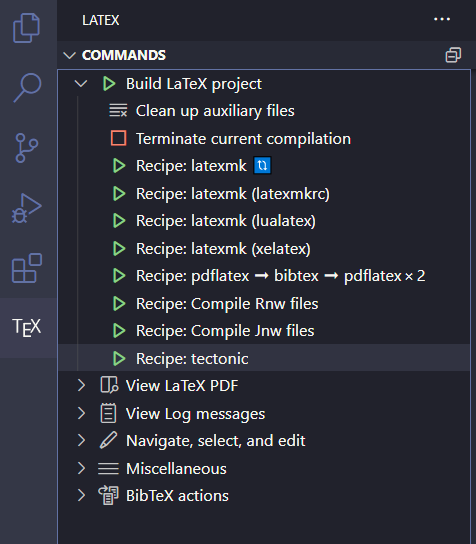 LATEX
COMMANDS
Build LaTeX project
Clean up auxiliary files
Terminate current compilation
Recipe: latexmk 🔃
Recipe: latexmk (latexmkrc)
Recipe: latexmk (lualatex)
Recipe: latexmk (xelatex)
Recipe: pdflatex ➞ bibtex ➞ pdflatex × 2
Recipe: Compile Rnw files
Recipe: Compile Jnw files
TEX
Recipe: tectonic
View LaTeX PDF
View Log messages
Navigate, select, and edit
Miscellaneous
BibTeX actions